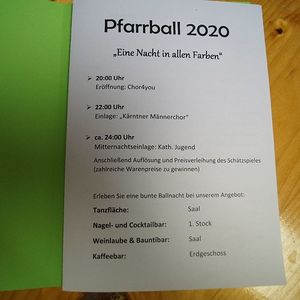 Pfarrball 2020
„Eine Nacht in allen Farben“
➢ 20:00 Uhr
Eröffnung: Chor4you
➢ 22:00 Uhr
Einlage: „Kärntner Männerchor“
➢ ca. 24:00 Uhr
Mitternachtseinlage: Kath. Jugend
Anschließend Auflösung und Preisverleihung des Schätzspieles
(zahlreiche Warenpreise zu gewinnen)
Erleben Sie eine bunte Ballnacht bei unserem Angebot:
Tanzfläche: Saal
Nagel- und Cocktailbar: 1. Stock
Weinlaube & Bauntibar: Saal
Kaffeebar: Erdgeschoss